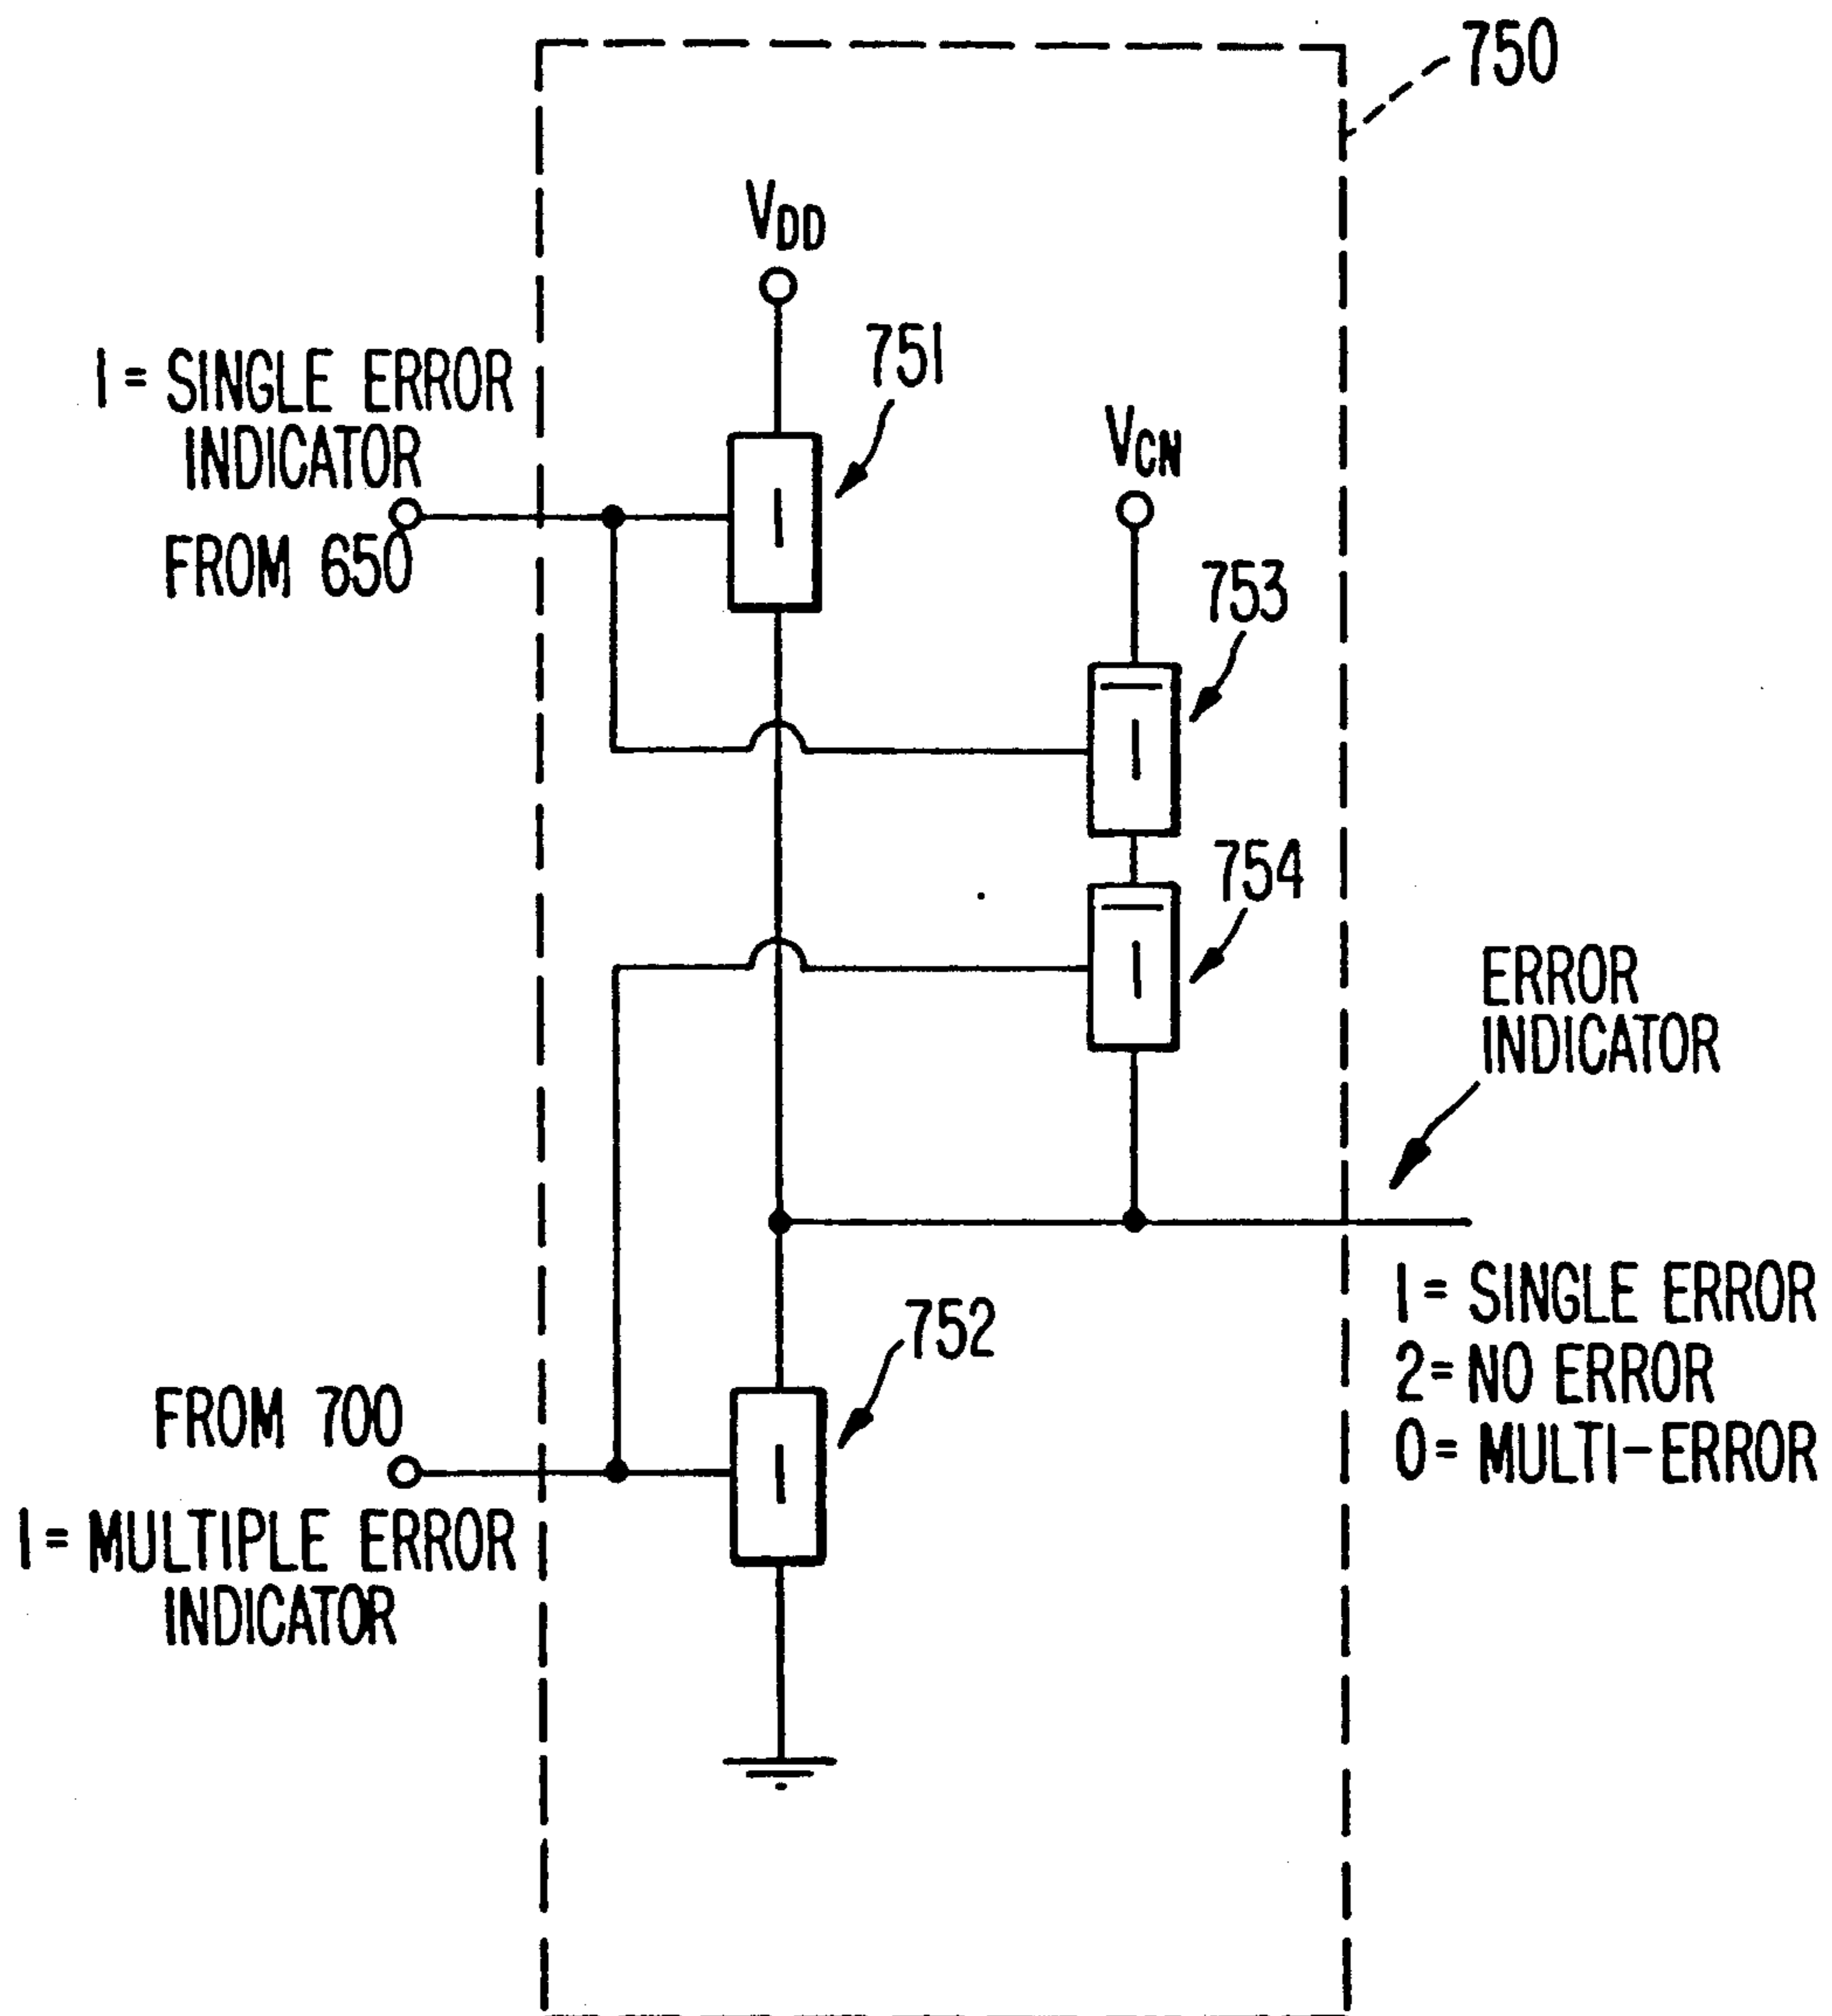 750
VDD
751
1 = SINGLE ERROR
INDICATOR
FROM 650
VCN
753
754
ERROR
INDICATOR
1 = SINGLE ERROR
2 = NO ERROR
0 = MULTI-ERROR
752
FROM 700
1 = MULTIPLE ERROR
INDICATOR